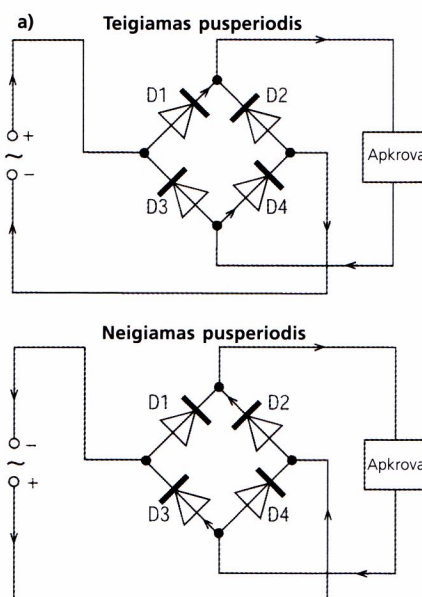 a)
Teigiamas pusperiodis
D1
D2
+
~
−
Apkrova
D3
D4
Neigiamas pusperiodis
D1
D2
−
~
+
Apkrova
D3
D4